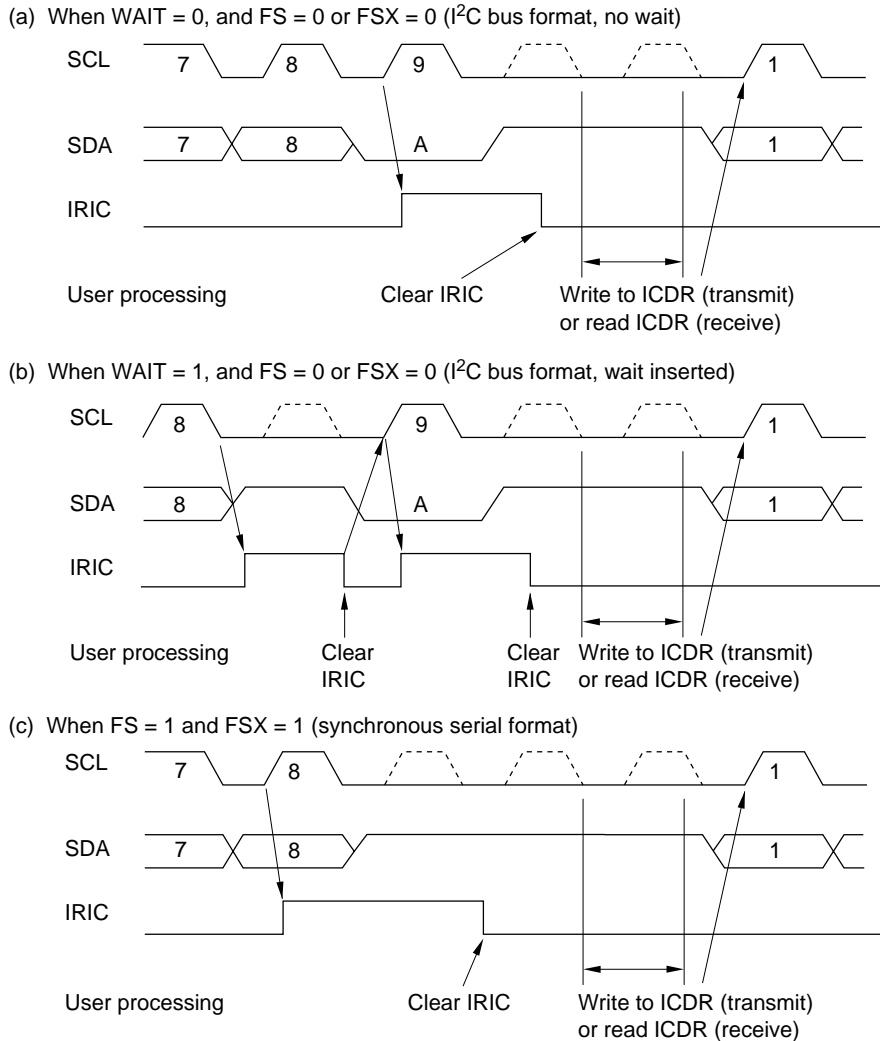 (a) When WAIT = 0, and FS = 0 or FSX = 0 (I²C bus format, no wait)
SCL 7 8 9 1
SDA 7 8 A 1
IRIC
User processing Clear IRIC Write to ICDR (transmit)
or read ICDR (receive)
(b) When WAIT = 1, and FS = 0 or FSX = 0 (I²C bus format, wait inserted)
SCL 8 9 1
SDA 8 A 1
IRIC
User processing Clear Clear Write to ICDR (transmit)
IRIC IRIC or read ICDR (receive)
(c) When FS = 1 and FSX = 1 (synchronous serial format)
SCL 7 8 1
SDA 7 8 1
IRIC
User processing Clear IRIC Write to ICDR (transmit)
or read ICDR (receive)